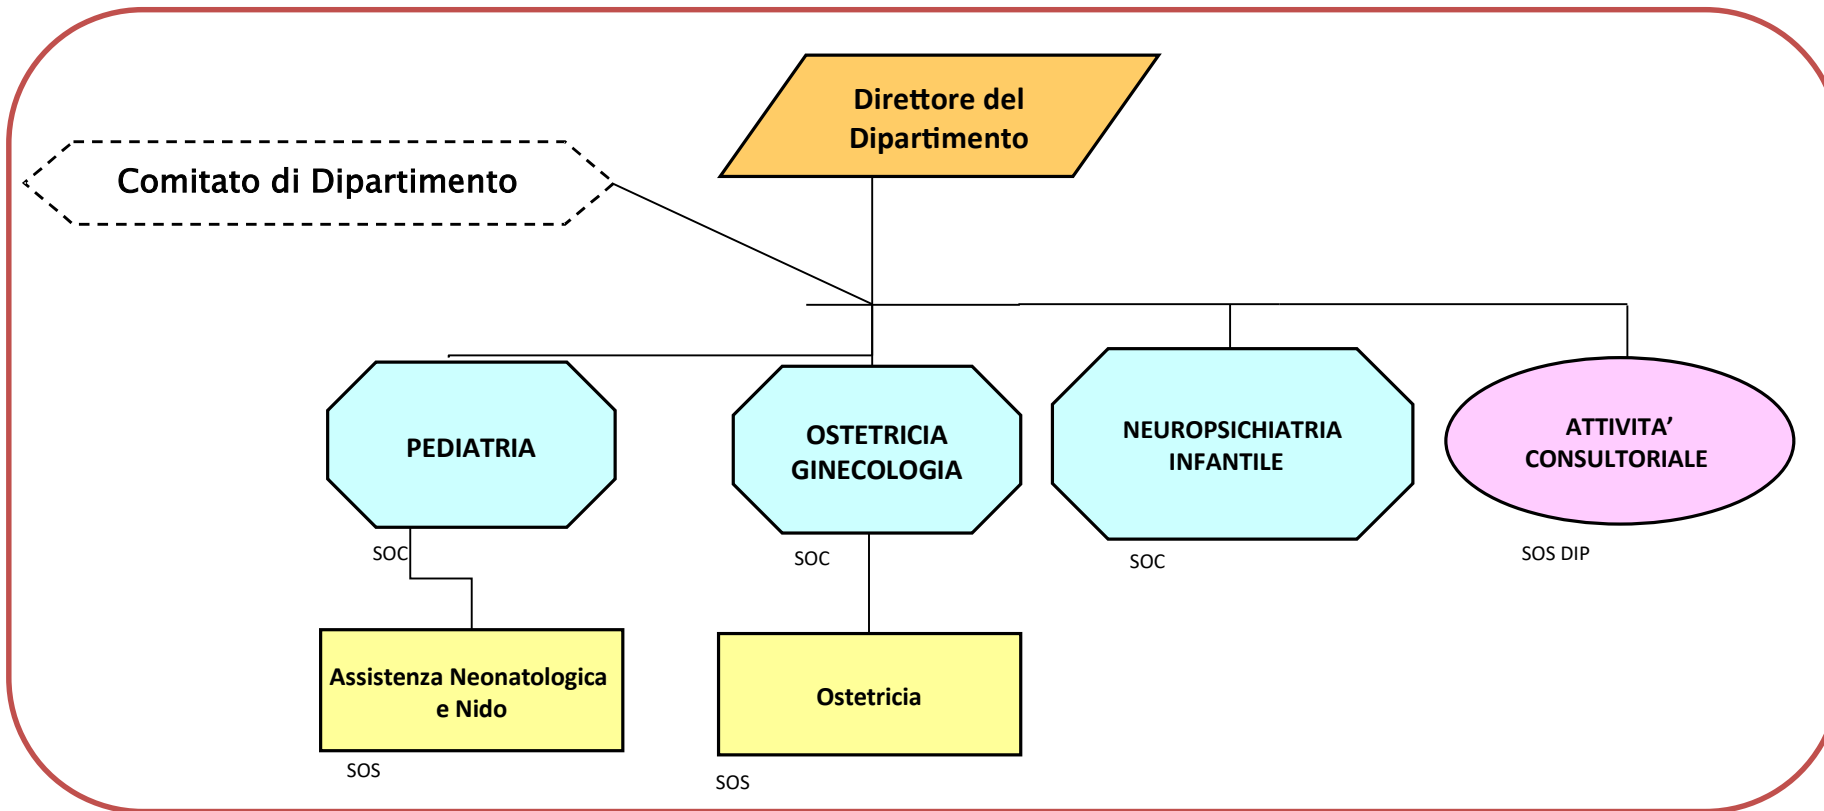 Direttore del
Dipartimento
Comitato di Dipartimento
PEDIATRIA
OSTETRICIA
GINECOLOGIA
NEUROPSICHIATRIA
INFANTILE
ATTIVITA’
CONSULTORIALE
SOC
SOC
SOC
SOS DIP
Assistenza Neonatologica
e Nido
Ostetricia
SOS
SOS